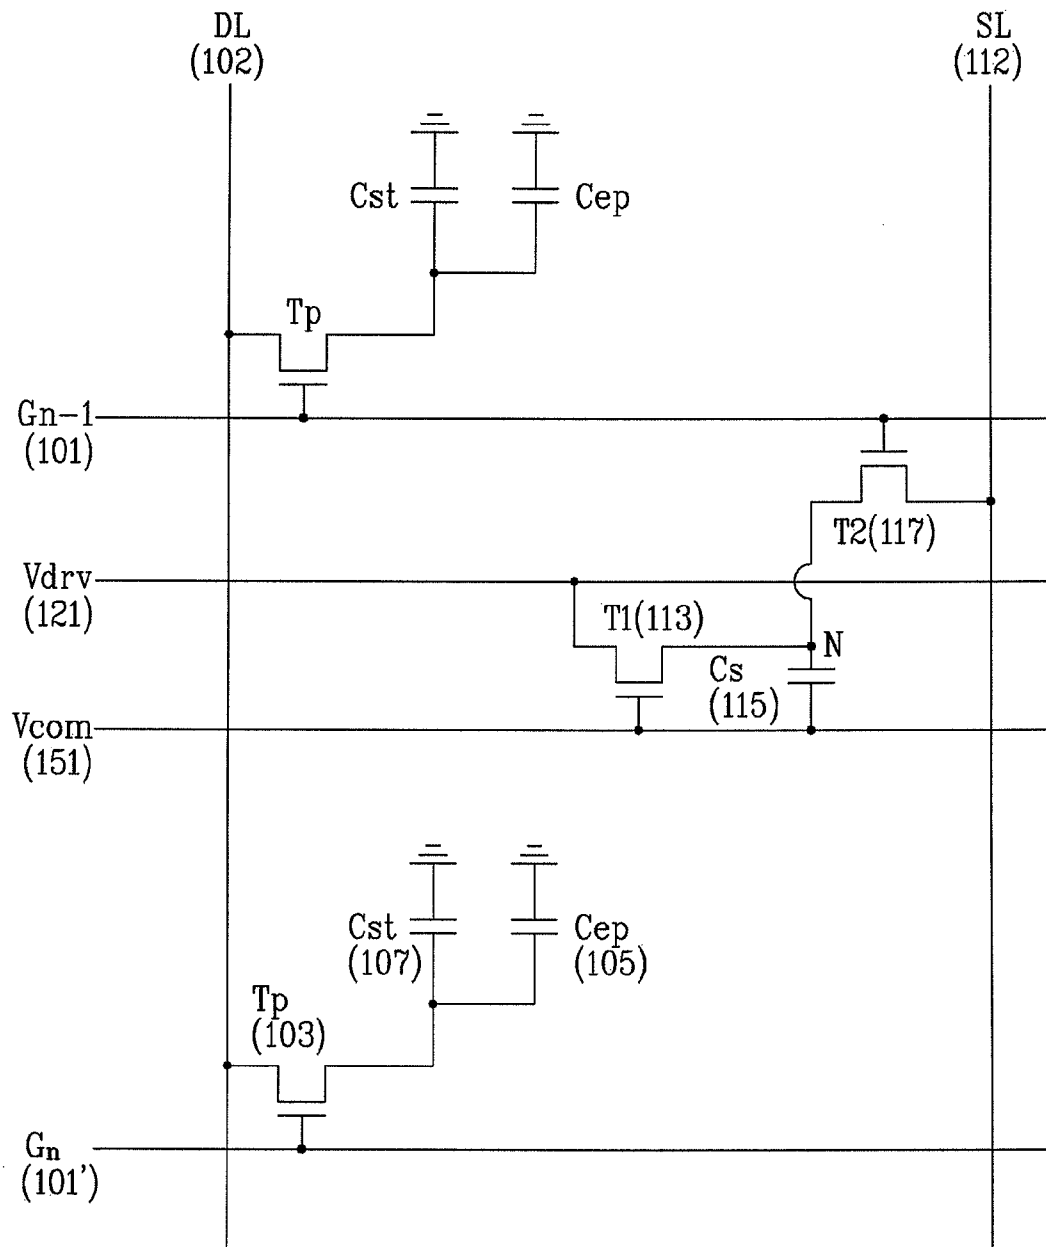 DL
(102)
SL
(112)
Cst
Cep
Tp
Gn-1
(101)
T2(117)
Vdrv
(121)
T1(113)
N
Cs
(115)
Vcom
(151)
Cst
(107)
Cep
(105)
Tp
(103)
Gn
(101')